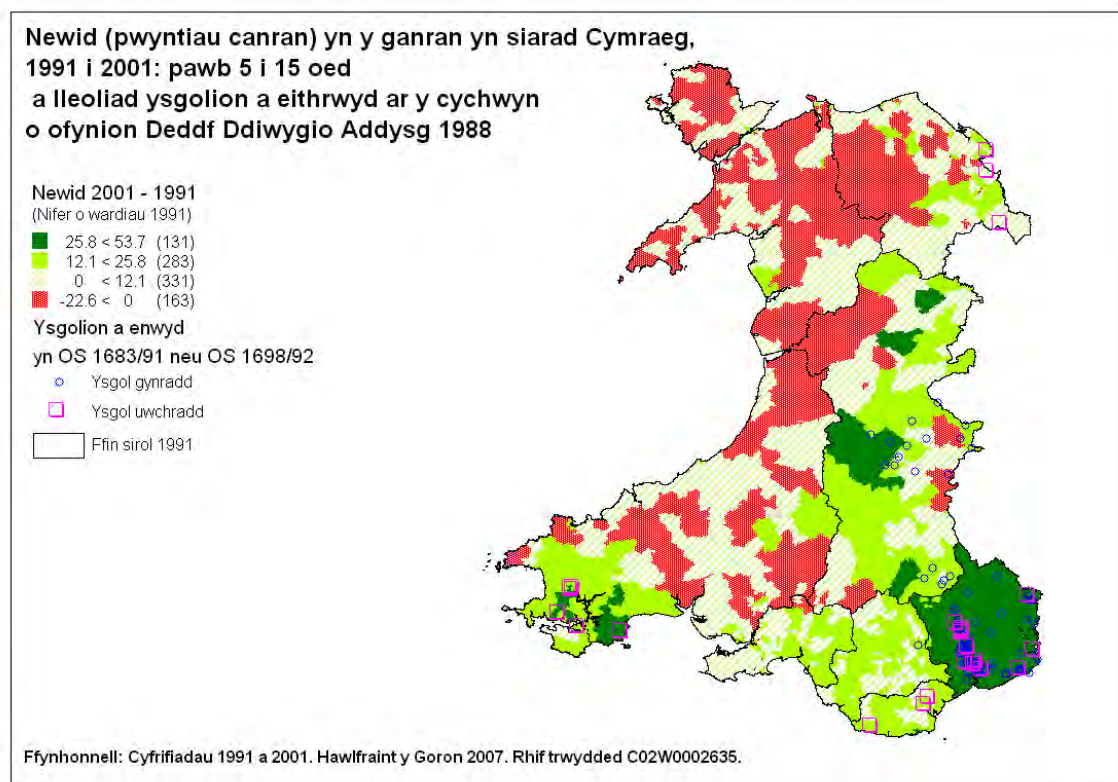 Newid (pwyntiau canran) yn y ganran yn siarad Cymraeg,
1991 i 2001: pawb 5 i 15 oed
a lleoliad ysgolion a eithrwyd ar y cychwyn
o ofynion Deddf Ddiwygio Addysg 1988
Newid 2001 - 1991
(Nifer o wardiau 1991)
25.8 < 53.7 (131)
12.1 < 25.8 (283)
0 < 12.1 (331)
-22.6 < 0 (163)
Ysgolion a enwyd
yn OS 1683/91 neu OS 1698/92
Ysgol gynradd
Ysgol uwchradd
Ffin sirol 1991
Ffynhonnell: Cyfrifiadau 1991 a 2001. Hawlfraint y Goron 2007. Rhif trwydded C02W0002635.